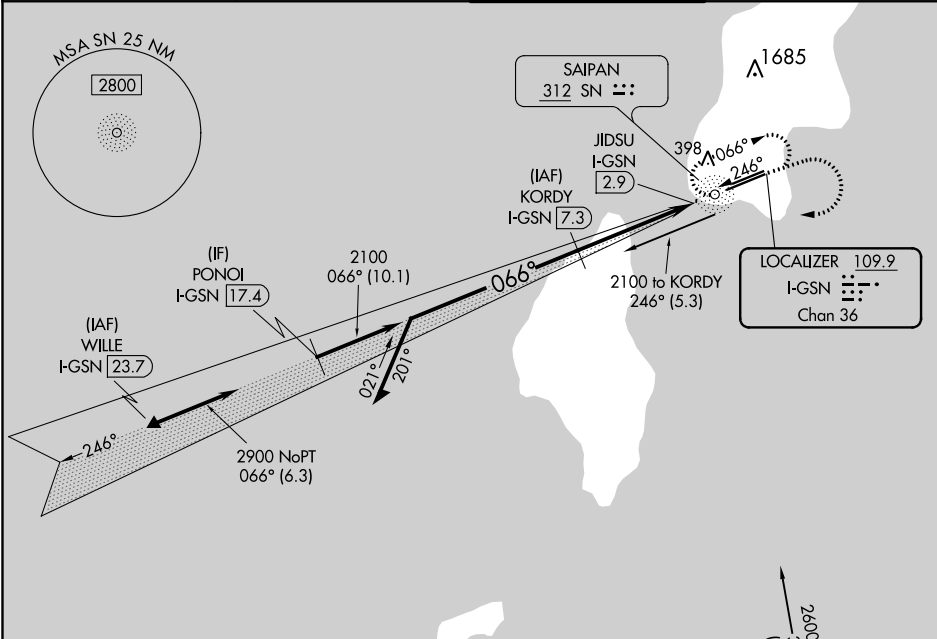 MSA SN 25 NM
2800
1685
SAIPAN
312 SN
JIDSU
I-GSN
2.9
398
066°
246°
(IAF)
KORDY
I-GSN 7.3
(IF)
PONOI
I-GSN 17.4
2100
066° (10.1)
066°
2100 to KORDY
246° (5.3)
LOCALIZER 109.9
I-GSN
Chan 36
(IAF)
WILLE
I-GSN 23.7
021°
201°
246°
2900 NoPT
066° (6.3)
2600